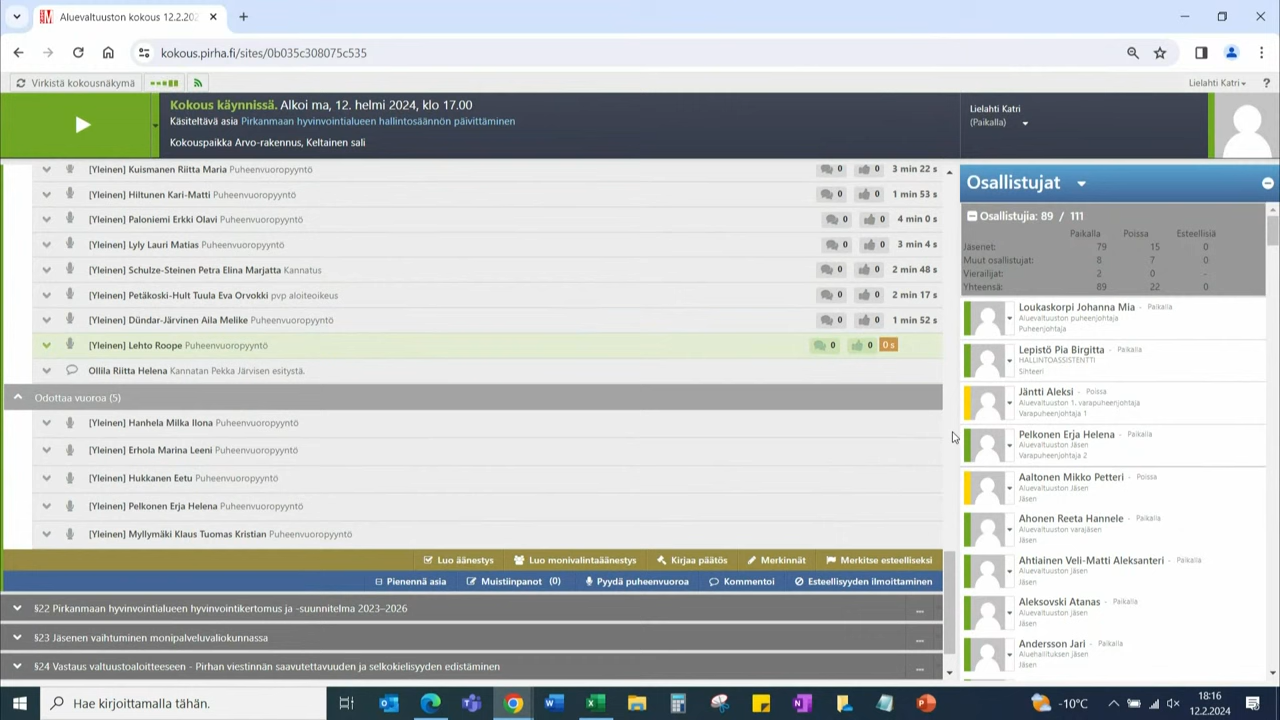 Aluevaltuuston kokous 12.2.202
kokous.pirha.fi/sites/0b035c308075c535
Virkistä kokousnäkymä
Lielahti Katri
?
Kokous käynnissä. Alkoi ma, 12. helmi 2024, klo 17.00
Käsiteltävä asia Pirkanmaan hyvinvointialueen hallintosäännön päivittäminen
Kokouspaikka Arvo-rakennus, Keltainen sali
Lielahti Katri
(Paikalla)
[Yleinen] Kuismanen Riitta Maria Puheenvuoropyyntö 0 0 3 min 22 s
[Yleinen] Hiltunen Kari-Matti Puheenvuoropyyntö 0 0 1 min 53 s
[Yleinen] Paloniemi Erkki Olavi Puheenvuoropyyntö 0 0 4 min 0 s
[Yleinen] Lyly Lauri Matias Puheenvuoropyyntö 0 0 3 min 4 s
[Yleinen] Schulze-Steinen Petra Elina Marjatta Kannatus 0 0 2 min 48 s
[Yleinen] Petäkoski-Hult Tuula Eva Orvokki pvp aloiteoikeus 0 0 2 min 17 s
[Yleinen] Dündar-Järvinen Aila Melike Puheenvuoropyyntö 0 0 1 min 52 s
[Yleinen] Lehto Roope Puheenvuoropyyntö 0 0 0 s
Ollila Riitta Helena Kannatan Pekka Järvisen esitystä.
Odottaa vuoroa (5)
[Yleinen] Hanhela Milka Ilona Puheenvuoropyyntö
[Yleinen] Erhola Marina Leeni Puheenvuoropyyntö
[Yleinen] Hukkanen Eetu Puheenvuoropyyntö
[Yleinen] Pelkonen Erja Helena Puheenvuoropyyntö
[Yleinen] Myllymäki Klaus Tuomas Kristian Puheenvuoropyyntö
Luo äänestys Luo monivalintaäänestys Kirjaa päätös Merkinnät Merkitse esteelliseksi
Pienennä asia Muistiinpanot (0) Pyydä puheenvuoroa Kommentoi Esteellisyyden ilmoittaminen
§22 Pirkanmaan hyvinvointialueen hyvinvointikertomus ja -suunnitelma 2023–2026
§23 Jäsenen vaihtuminen monipalveluvaliokunnassa
§24 Vastaus valtuustoaloitteeseen - Pirhan viestinnän saavutettavuuden ja selkokielisyyden edistäminen
Osallistujat
Osallistujia: 89 / 111
Paikalla Poissa Esteellisiä
Jäsenet: 79 15 0
Muut osallistujat: 8 7 0
Vierailijat: 2 0 -
Yhteensä: 89 22 0
Loukaskorpi Johanna Mia - Paikalla
Aluevaltuuston puheenjohtaja
Puheenjohtaja
Lepistö Pia Birgitta - Paikalla
HALLINTOASSISTENTTI
Sihteeri
Jäntti Aleksi - Poissa
Aluevaltuuston 1. varapuheenjohtaja
Varapuheenjohtaja 1
Pelkonen Erja Helena - Paikalla
Aluevaltuuston Jäsen
Varapuheenjohtaja 2
Aaltonen Mikko Petteri - Poissa
Aluevaltuuston Jäsen
Jäsen
Ahonen Reeta Hannele - Paikalla
Aluevaltuuston varajäsen
Jäsen
Ahtiainen Veli-Matti Aleksanteri - Paikalla
Aluevaltuuston jäsen
Jäsen
Aleksovski Atanas - Paikalla
Aluevaltuuston jäsen
Jäsen
Andersson Jari - Paikalla
Aluehallituksen jäsen
Jäsen
Hae kirjoittamalla tähän.
-10°C
18:16
12.2.2024